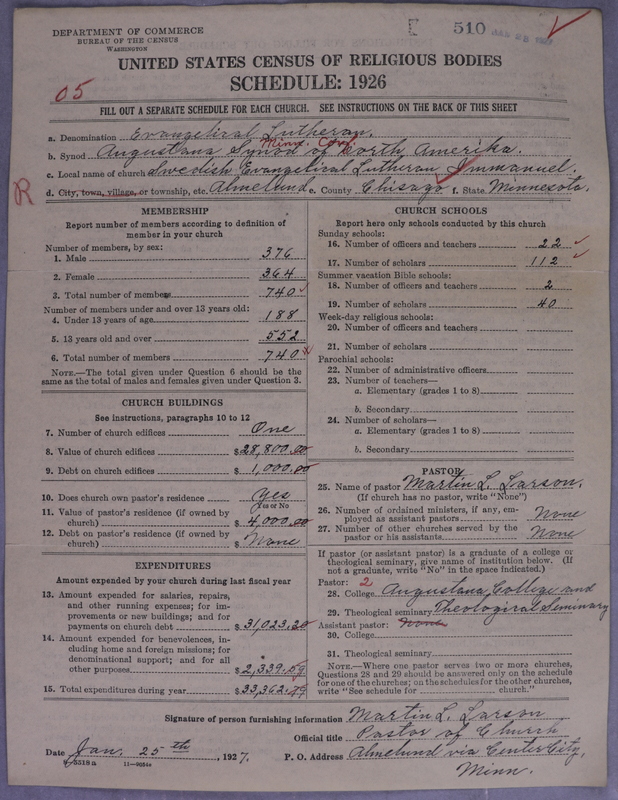 DEPARTMENT OF COMMERCE
BUREAU OF THE CENSUS
WASHINGTON
510
UNITED STATES CENSUS OF RELIGIOUS BODIES
05
SCHEDULE: 1926
FILL OUT A SEPARATE SCHEDULE FOR EACH CHURCH. SEE INSTRUCTIONS ON THE BACK OF THIS SHEET
a. Denomination Evangelical Lutheran.
Minn. Conf.
b. Synod Augustana Synod of North Amerika.
c. Local name of church Swedish Evangelical Lutheran Immanuel.
R
d. City, town, village, or township, etc. Almelund e. County Chisago f. State Minnesota.
MEMBERSHIP
Report number of members according to definition of
member in your church
Number of members, by sex:
1. Male 376
2. Female 364
3. Total number of members 740
Number of members under and over 13 years old:
4. Under 13 years of age 188
5. 13 years old and over 552
6. Total number of members 740
NOTE.—The total given under Question 6 should be
same as the total of males and females given under Question 3.
CHURCH BUILDINGS
See instructions, paragraphs 10 to 12
7. Number of church edifices One
8. Value of church edifices $28,800.00
9. Debt on church edifices $1,000.00
10. Does church own pastor's residence Yes
Yes or No
11. Value of pastor's residence (if owned by
church) $4,000.00
12. Debt on pastor's residence (if owned by
church) $None
EXPENDITURES
Amount expended by your church during last fiscal year
13. Amount expended for salaries, repairs,
and other running expenses; for im-
provements or new buildings; and for
payments on church debt $31,023.20
14. Amount expended for benevolences, in-
cluding home and foreign missions; for
denominational support; and for all
other purposes $2,339.59
15. Total expenditures during year $33,362.79
CHURCH SCHOOLS
Report here only schools conducted by this church
Sunday schools:
16. Number of officers and teachers 22
17. Number of scholars 112
Summer vacation Bible schools:
18. Number of officers and teachers 2
19. Number of scholars 40
Week-day religious schools:
20. Number of officers and teachers
21. Number of scholars
Parochial schools:
22. Number of administrative officers
23. Number of teachers—
a. Elementary (grades 1 to 8)
b. Secondary
24. Number of scholars—
a. Elementary (grades 1 to 8)
b. Secondary
PASTOR
25. Name of pastor Martin L. Larson.
(If church has no pastor, write "None")
26. Number of ordained ministers, if any, em-
ployed as assistant pastors None
27. Number of other churches served by the
pastor or his assistants None
If pastor (or assistant pastor) is a graduate of a college or
theological seminary, give name of institution below. (If
not a graduate, write "No" in the space indicated.)
Pastor: 2
28. College Augustana College and
29. Theological seminary Theological Seminary
Assistant pastor: None
30. College
31. Theological seminary
NOTE.—Where one pastor serves two or more churches,
Questions 28 and 29 should be answered only on the schedule
for one of the churches; on the schedules for the other churches,
write "See schedule for church."
Signature of person furnishing information Martin L. Larson
Official title Pastor of Church
Date Jan. 25th, 1927.
P. O. Address Almelund via Center City,
Minn.
5518a 11—9054